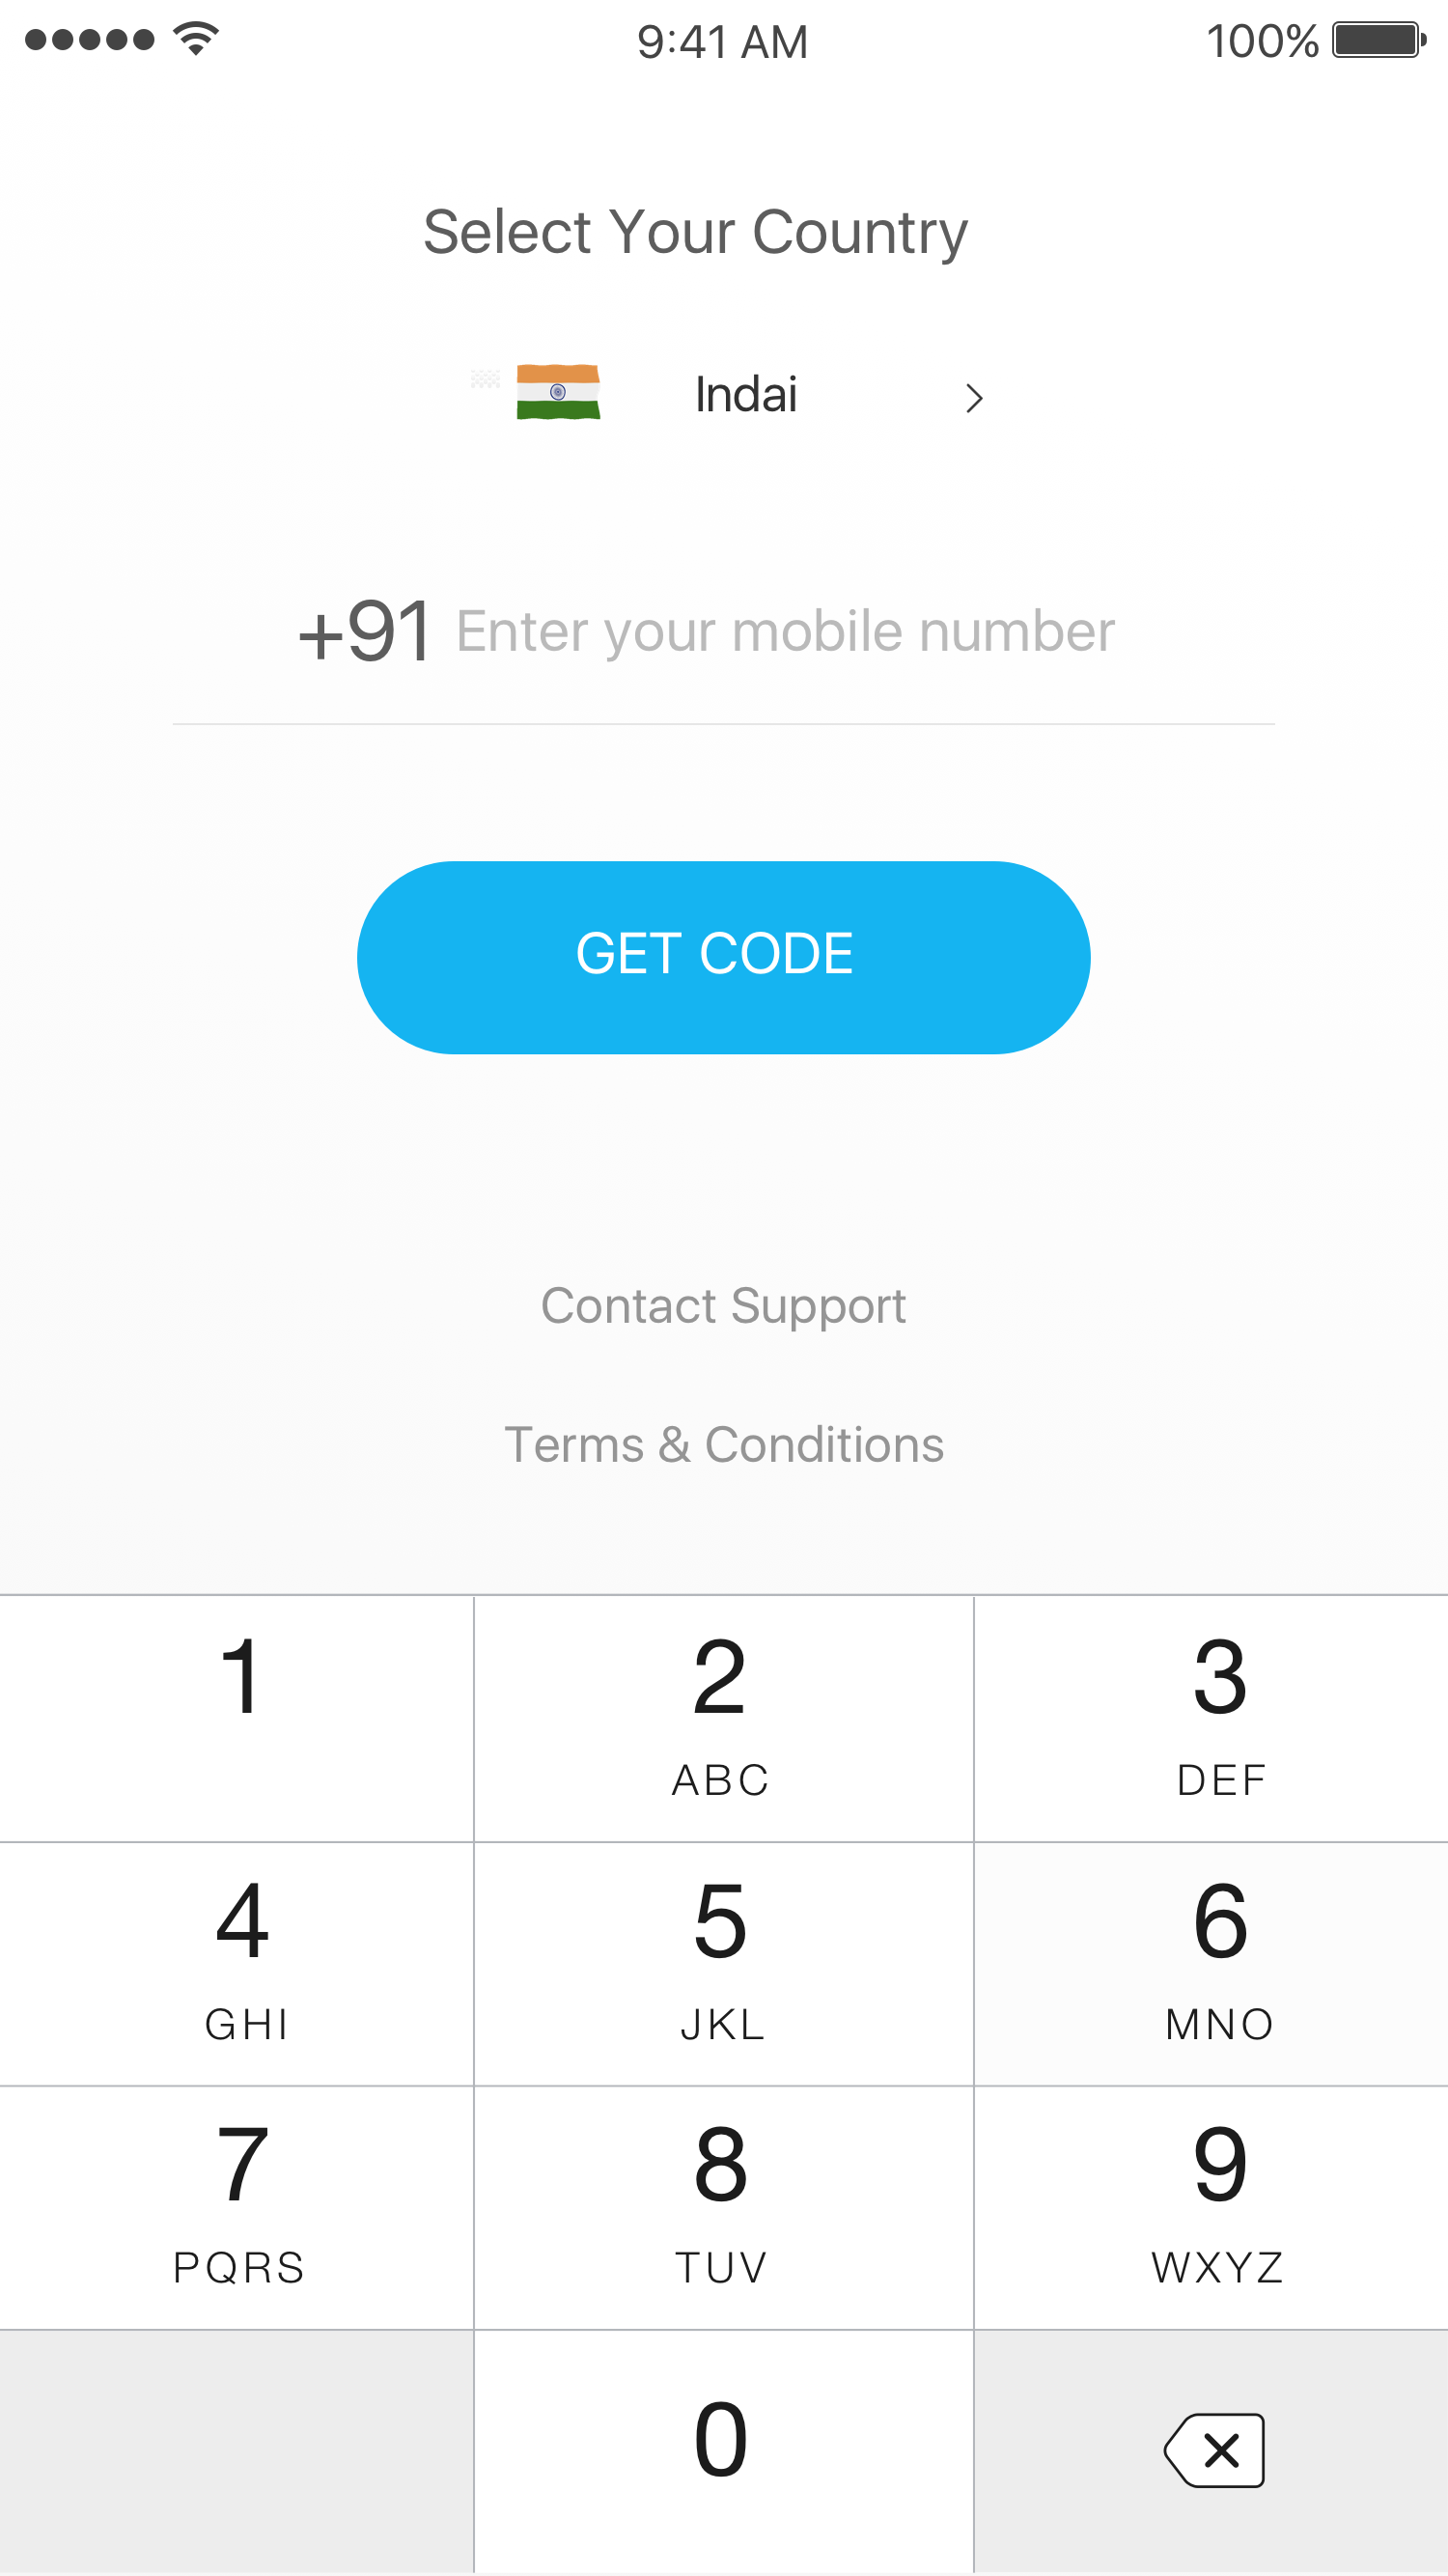 9:41 AM
100%
Select Your Country
Indai
+91 Enter your mobile number
GET CODE
Contact Support
Terms & Conditions
1 2 3
ABC DEF
4 5 6
GHI JKL MNO
7 8 9
PQRS TUV WXYZ
0